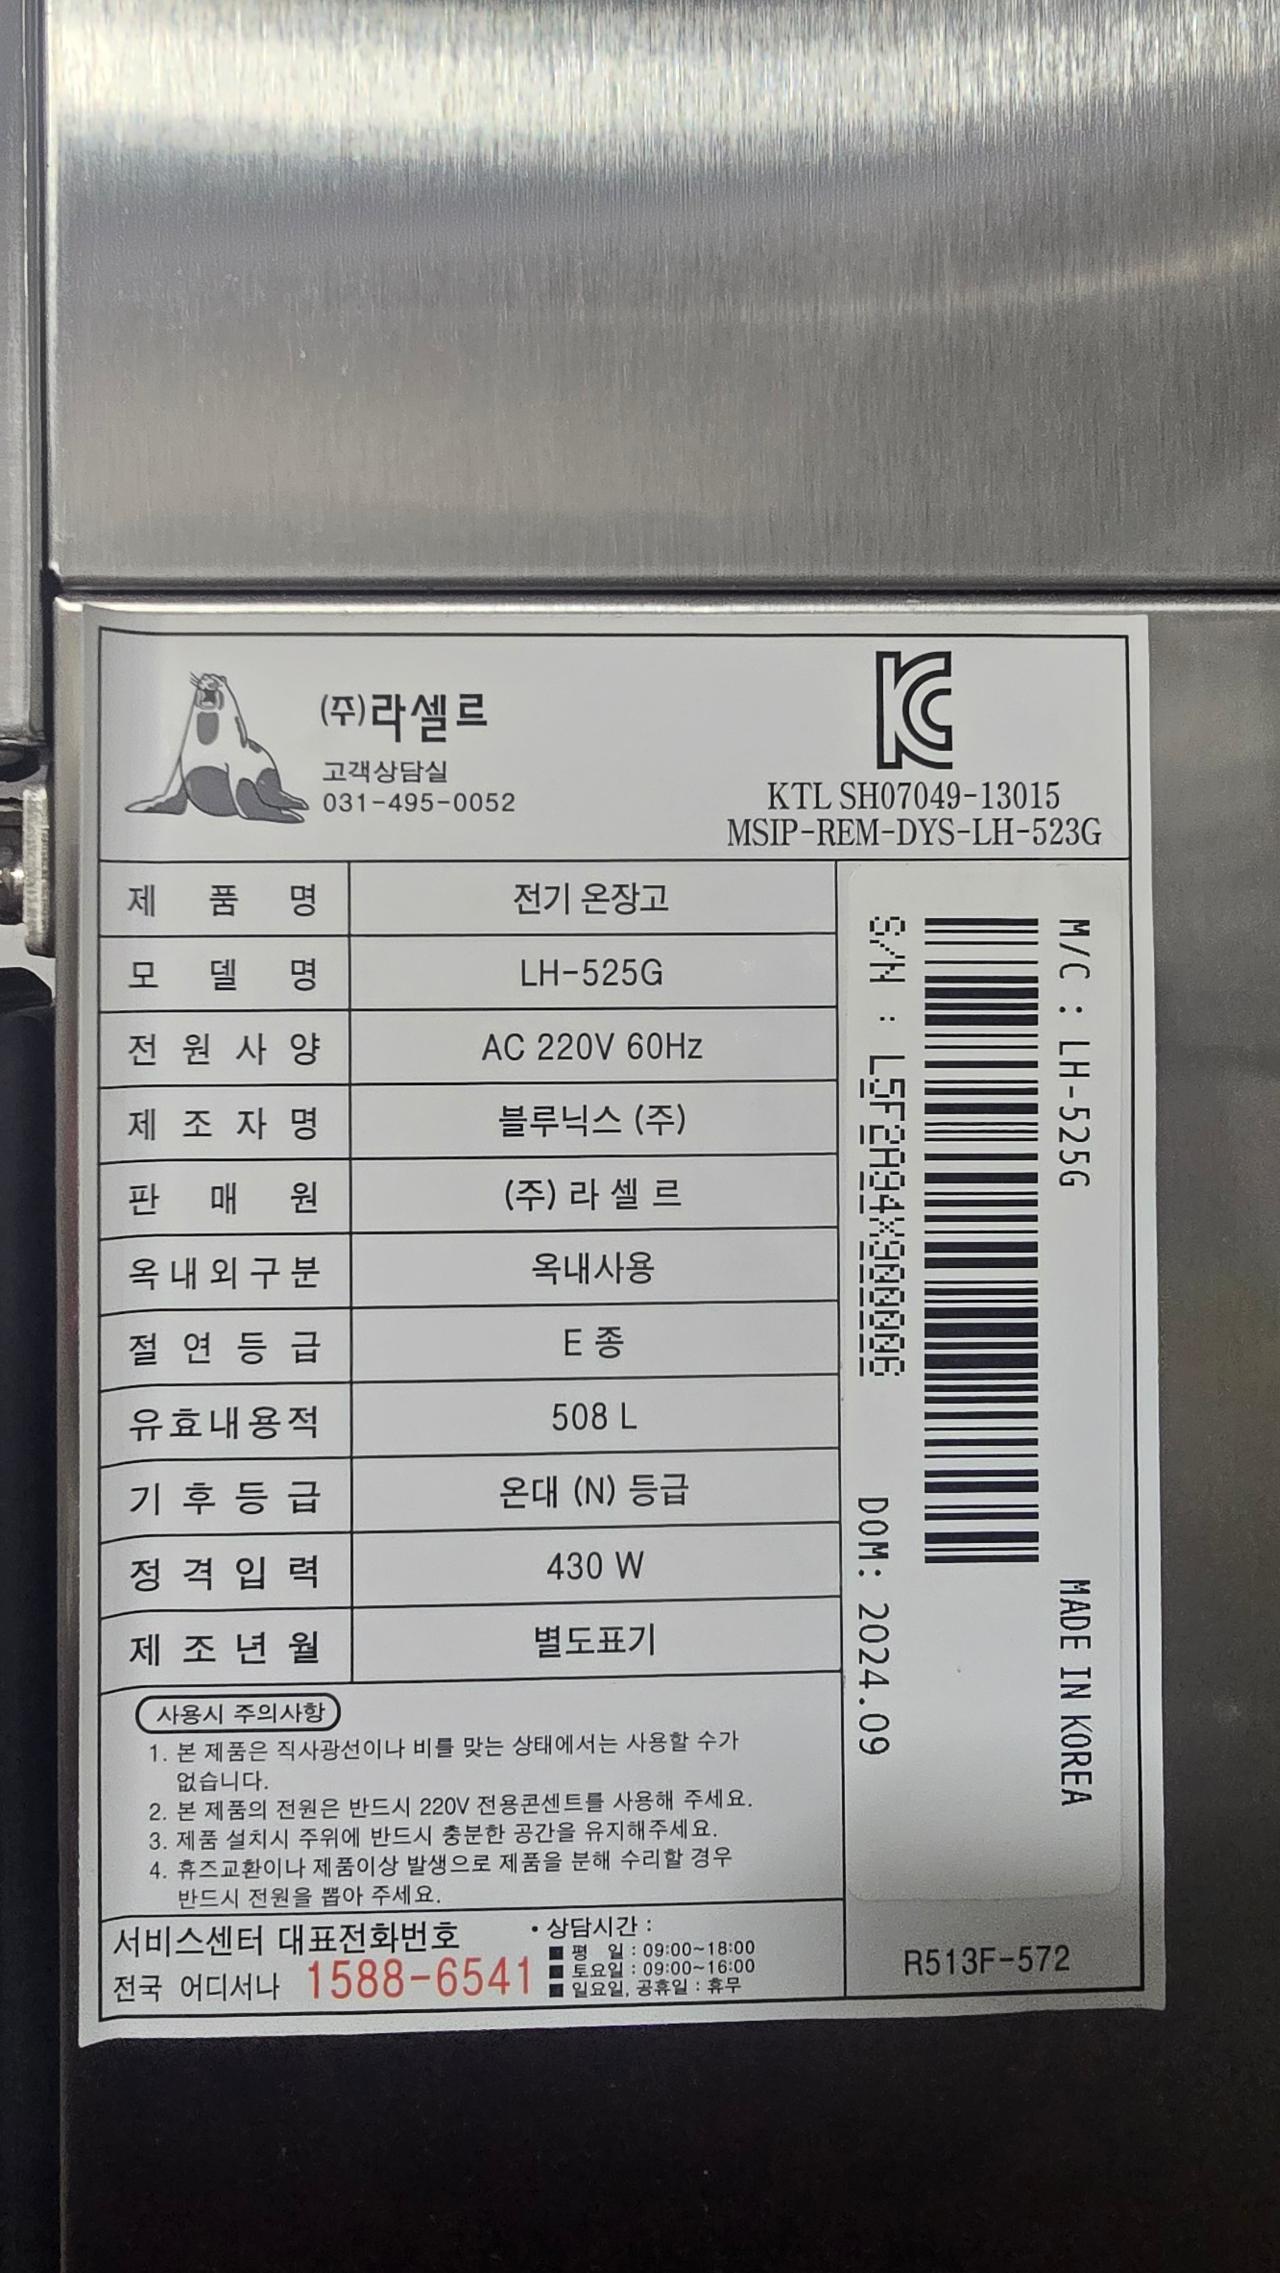 (주)라셀르
고객상담실
031-495-0052
KTL SH07049-13015
MSIP-REM-DYS-LH-523G
제 품 명 전기 온장고
모 델 명 LH-525G
전 원 사 양 AC 220V 60Hz
제 조 자 명 블루닉스 (주)
판 매 원 (주) 라 셀 르
옥내외구분 옥내사용
절 연 등 급 E 종
유효내용적 508 L
기 후 등 급 온대 (N) 등급
정 격 입 력 430 W
제 조 년 월 별도표기
M/C : LH-525G MADE IN KOREA
S/N : L5F2A94X900006 DOM: 2024.09
사용시 주의사항
1. 본 제품은 직사광선이나 비를 맞는 상태에서는 사용할 수가
없습니다.
2. 본 제품의 전원은 반드시 220V 전용콘센트를 사용해 주세요.
3. 제품 설치시 주위에 반드시 충분한 공간을 유지해주세요.
4. 휴즈교환이나 제품이상 발생으로 제품을 분해 수리할 경우
반드시 전원을 뽑아 주세요.
서비스센터 대표전화번호
전국 어디서나 1588-6541
• 상담시간 :
■ 평 일 : 09:00~18:00
■ 토요일 : 09:00~16:00
■ 일요일, 공휴일 : 휴무
R513F-572